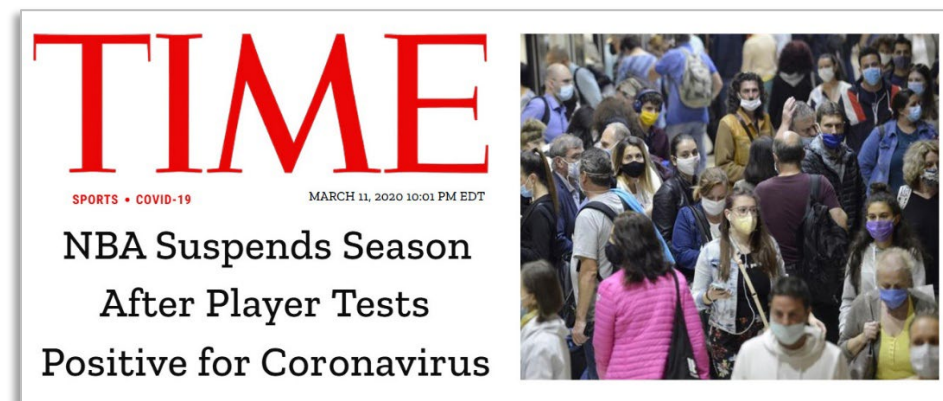 TIME
SPORTS • COVID-19
MARCH 11, 2020 10:01 PM EDT
NBA Suspends Season
After Player Tests
Positive for Coronavirus